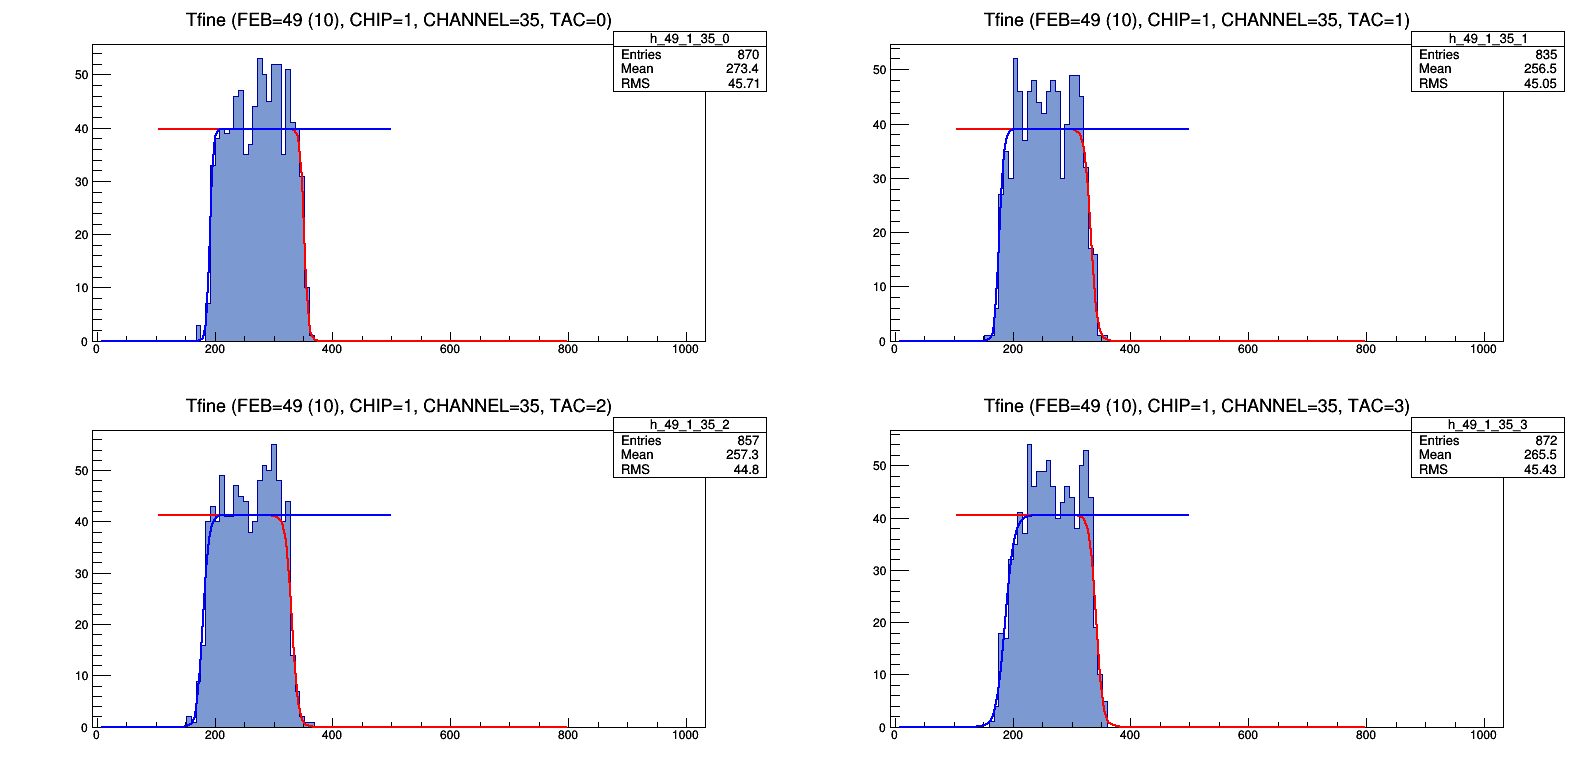 Tfine (FEB=49 (10), CHIP=1, CHANNEL=35, TAC=0)
h_49_1_35_0
Entries 870
Mean 273.4
RMS 45.71
50
40
30
20
10
0
0 200 400 600 800 1000
Tfine (FEB=49 (10), CHIP=1, CHANNEL=35, TAC=1)
h_49_1_35_1
Entries 835
Mean 256.5
RMS 45.05
50
40
30
20
10
0
0 200 400 600 800 1000
Tfine (FEB=49 (10), CHIP=1, CHANNEL=35, TAC=2)
h_49_1_35_2
Entries 857
Mean 257.3
RMS 44.8
50
40
30
20
10
0
0 200 400 600 800 1000
Tfine (FEB=49 (10), CHIP=1, CHANNEL=35, TAC=3)
h_49_1_35_3
Entries 872
Mean 265.5
RMS 45.43
50
40
30
20
10
0
0 200 400 600 800 1000